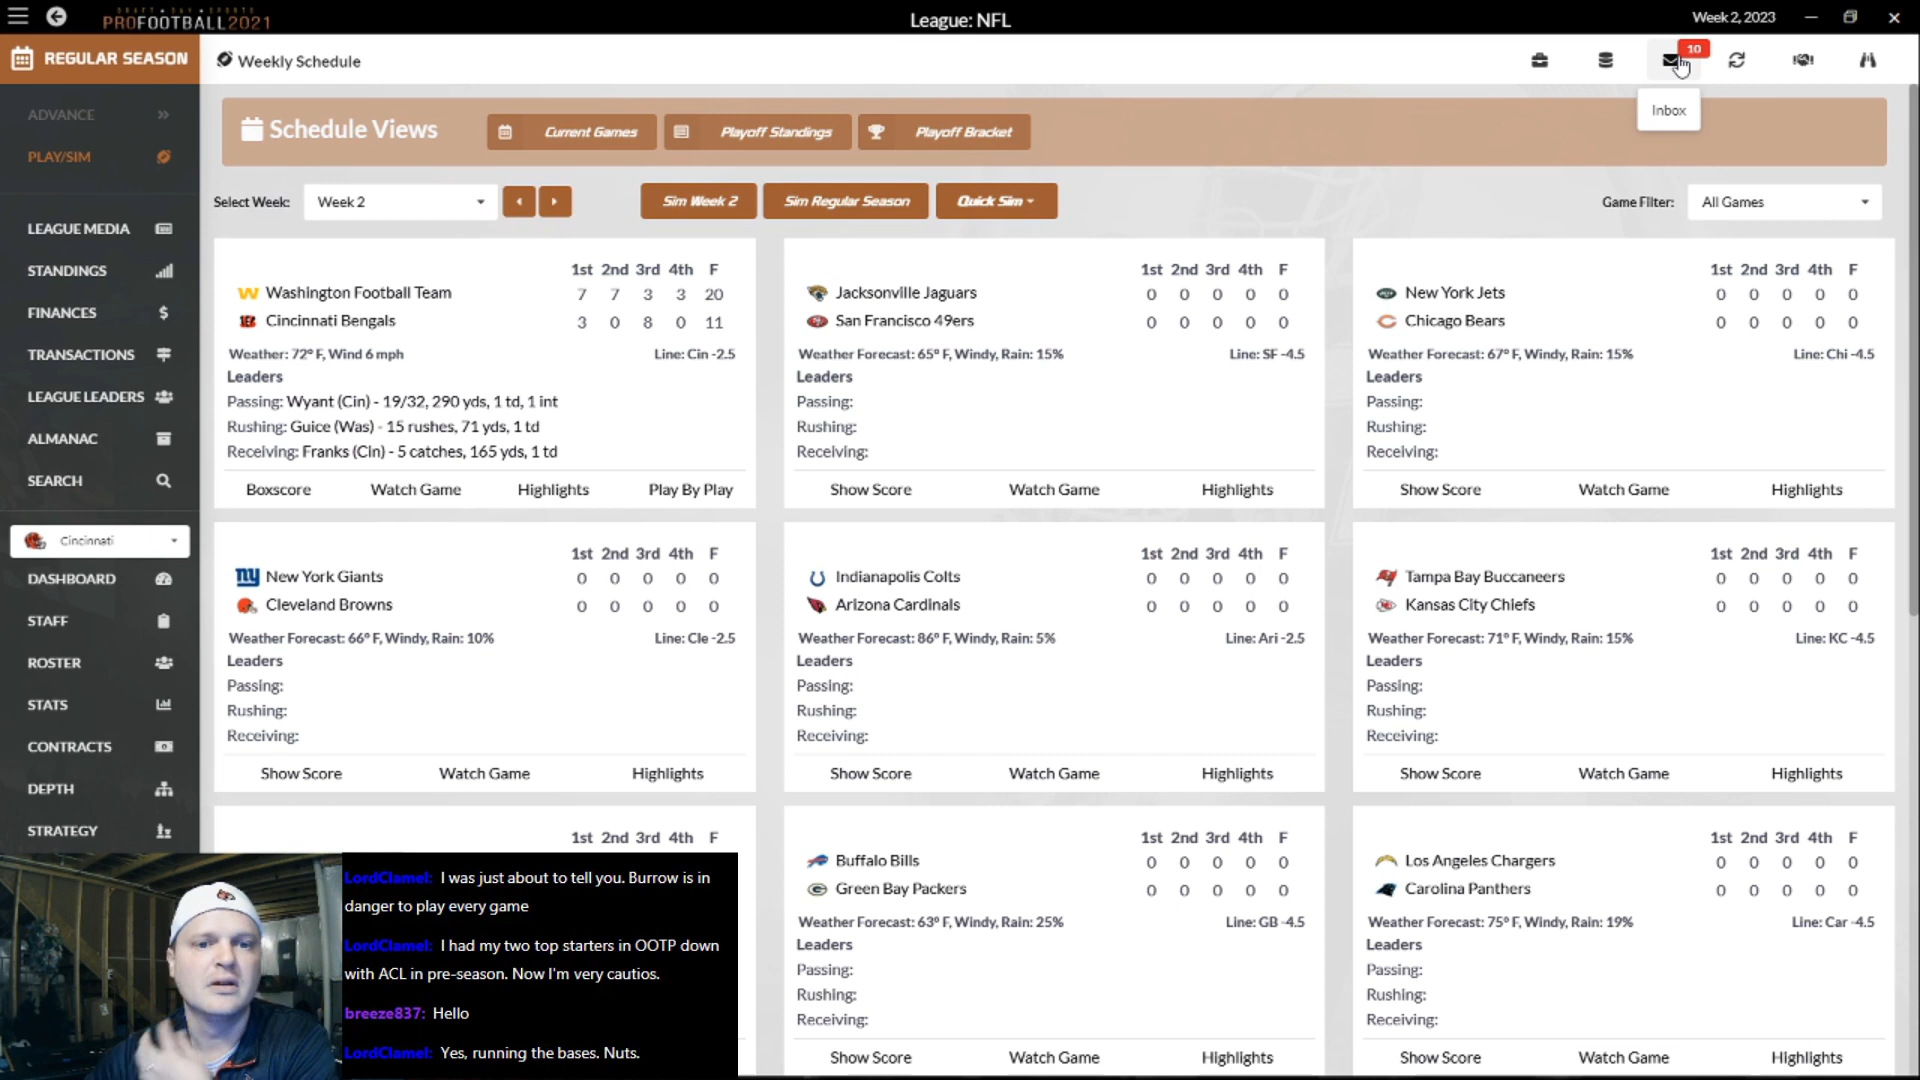 DRAFT DAY SPORTS
PROFOOTBALL2021
League: NFL
Week 2, 2023
REGULAR SEASON
Weekly Schedule
10
Inbox
ADVANCE
PLAY/SIM
LEAGUE MEDIA
STANDINGS
FINANCES
TRANSACTIONS
LEAGUE LEADERS
ALMANAC
SEARCH
Cincinnati
DASHBOARD
STAFF
ROSTER
STATS
CONTRACTS
DEPTH
STRATEGY
Schedule Views
Current Games
Playoff Standings
Playoff Bracket
Select Week:
Week 2
Sim Week 2
Sim Regular Season
Quick Sim
Game Filter:
All Games
1st 2nd 3rd 4th F
Washington Football Team 7 7 3 3 20
Cincinnati Bengals 3 0 8 0 11
Weather: 72° F, Wind 6 mph Line: Cin -2.5
Leaders
Passing: Wyant (Cin) - 19/32, 290 yds, 1 td, 1 int
Rushing: Guice (Was) - 15 rushes, 71 yds, 1 td
Receiving: Franks (Cin) - 5 catches, 165 yds, 1 td
Boxscore Watch Game Highlights Play By Play
1st 2nd 3rd 4th F
Jacksonville Jaguars 0 0 0 0 0
San Francisco 49ers 0 0 0 0 0
Weather Forecast: 65° F, Windy, Rain: 15% Line: SF -4.5
Leaders
Passing:
Rushing:
Receiving:
Show Score Watch Game Highlights
1st 2nd 3rd 4th F
New York Jets 0 0 0 0 0
Chicago Bears 0 0 0 0 0
Weather Forecast: 67° F, Windy, Rain: 15% Line: Chi -4.5
Leaders
Passing:
Rushing:
Receiving:
Show Score Watch Game Highlights
1st 2nd 3rd 4th F
New York Giants 0 0 0 0 0
Cleveland Browns 0 0 0 0 0
Weather Forecast: 66° F, Windy, Rain: 10% Line: Cle -2.5
Leaders
Passing:
Rushing:
Receiving:
Show Score Watch Game Highlights
1st 2nd 3rd 4th F
Indianapolis Colts 0 0 0 0 0
Arizona Cardinals 0 0 0 0 0
Weather Forecast: 86° F, Windy, Rain: 5% Line: Ari -2.5
Leaders
Passing:
Rushing:
Receiving:
Show Score Watch Game Highlights
1st 2nd 3rd 4th F
Tampa Bay Buccaneers 0 0 0 0 0
Kansas City Chiefs 0 0 0 0 0
Weather Forecast: 71° F, Windy, Rain: 15% Line: KC -4.5
Leaders
Passing:
Rushing:
Receiving:
Show Score Watch Game Highlights
1st 2nd 3rd 4th F
1st 2nd 3rd 4th F
Buffalo Bills 0 0 0 0 0
Green Bay Packers 0 0 0 0 0
Weather Forecast: 63° F, Windy, Rain: 25% Line: GB -4.5
Leaders
Passing:
Rushing:
Receiving:
Show Score Watch Game Highlights
1st 2nd 3rd 4th F
Los Angeles Chargers 0 0 0 0 0
Carolina Panthers 0 0 0 0 0
Weather Forecast: 75° F, Windy, Rain: 19% Line: Car -4.5
Leaders
Passing:
Rushing:
Receiving:
Show Score Watch Game Highlights
LordClamel: I was just about to tell you. Burrow is in
danger to play every game
LordClamel: I had my two top starters in OOTP down
with ACL in pre-season. Now I'm very cautios.
breeze837: Hello
LordClamel: Yes, running the bases. Nuts.